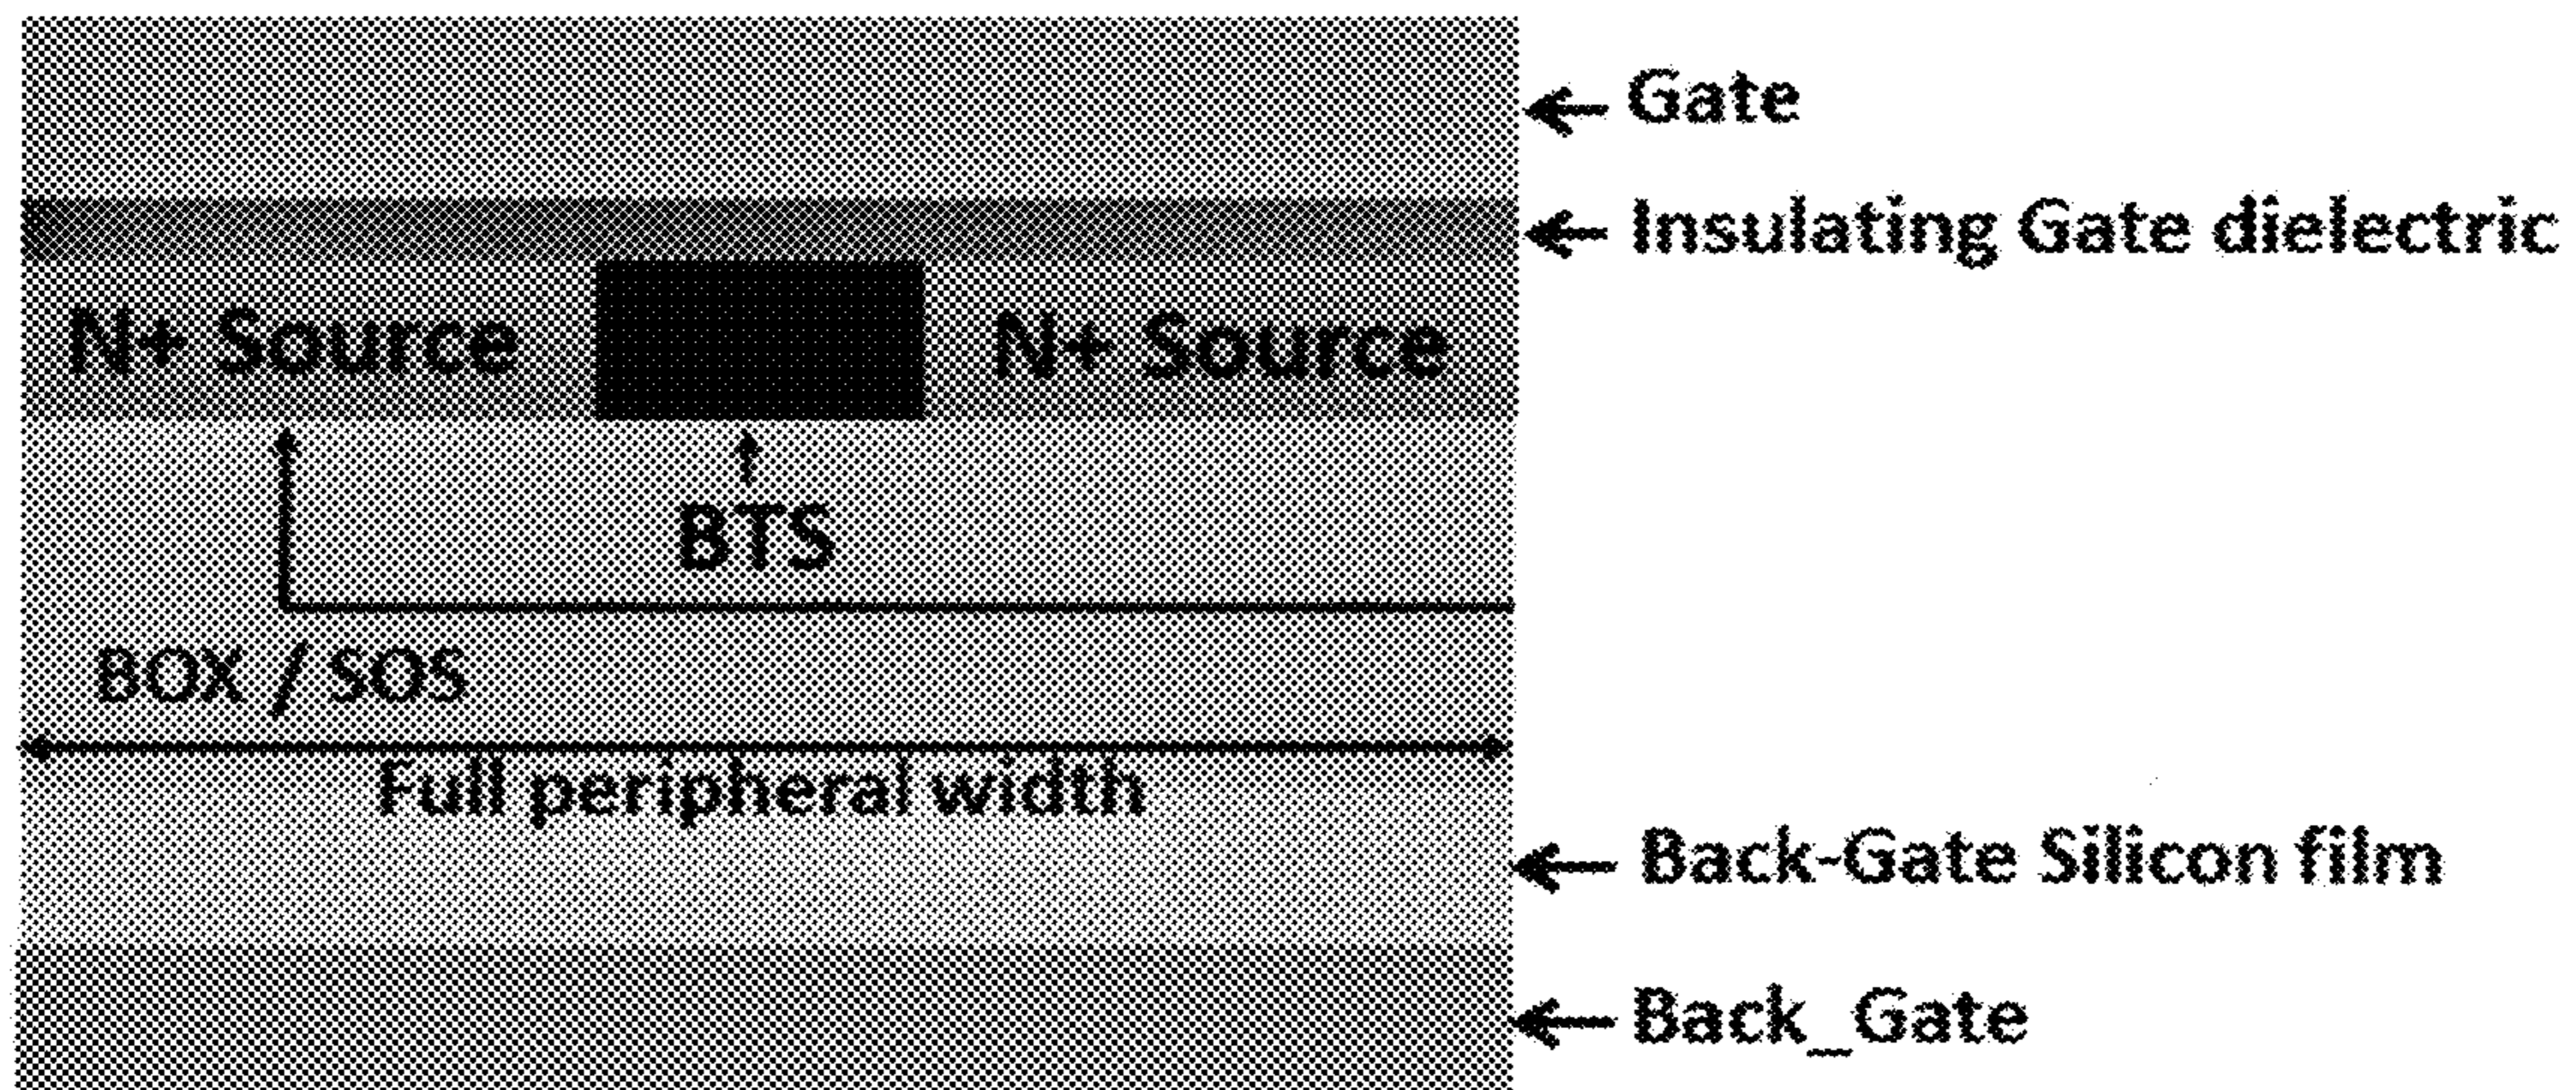 Gate
Insulating Gate dielectric
N+ Source
N+ Source
BTS
BOX / SOS
Full peripheral width
Back-Gate Silicon film
Back_Gate